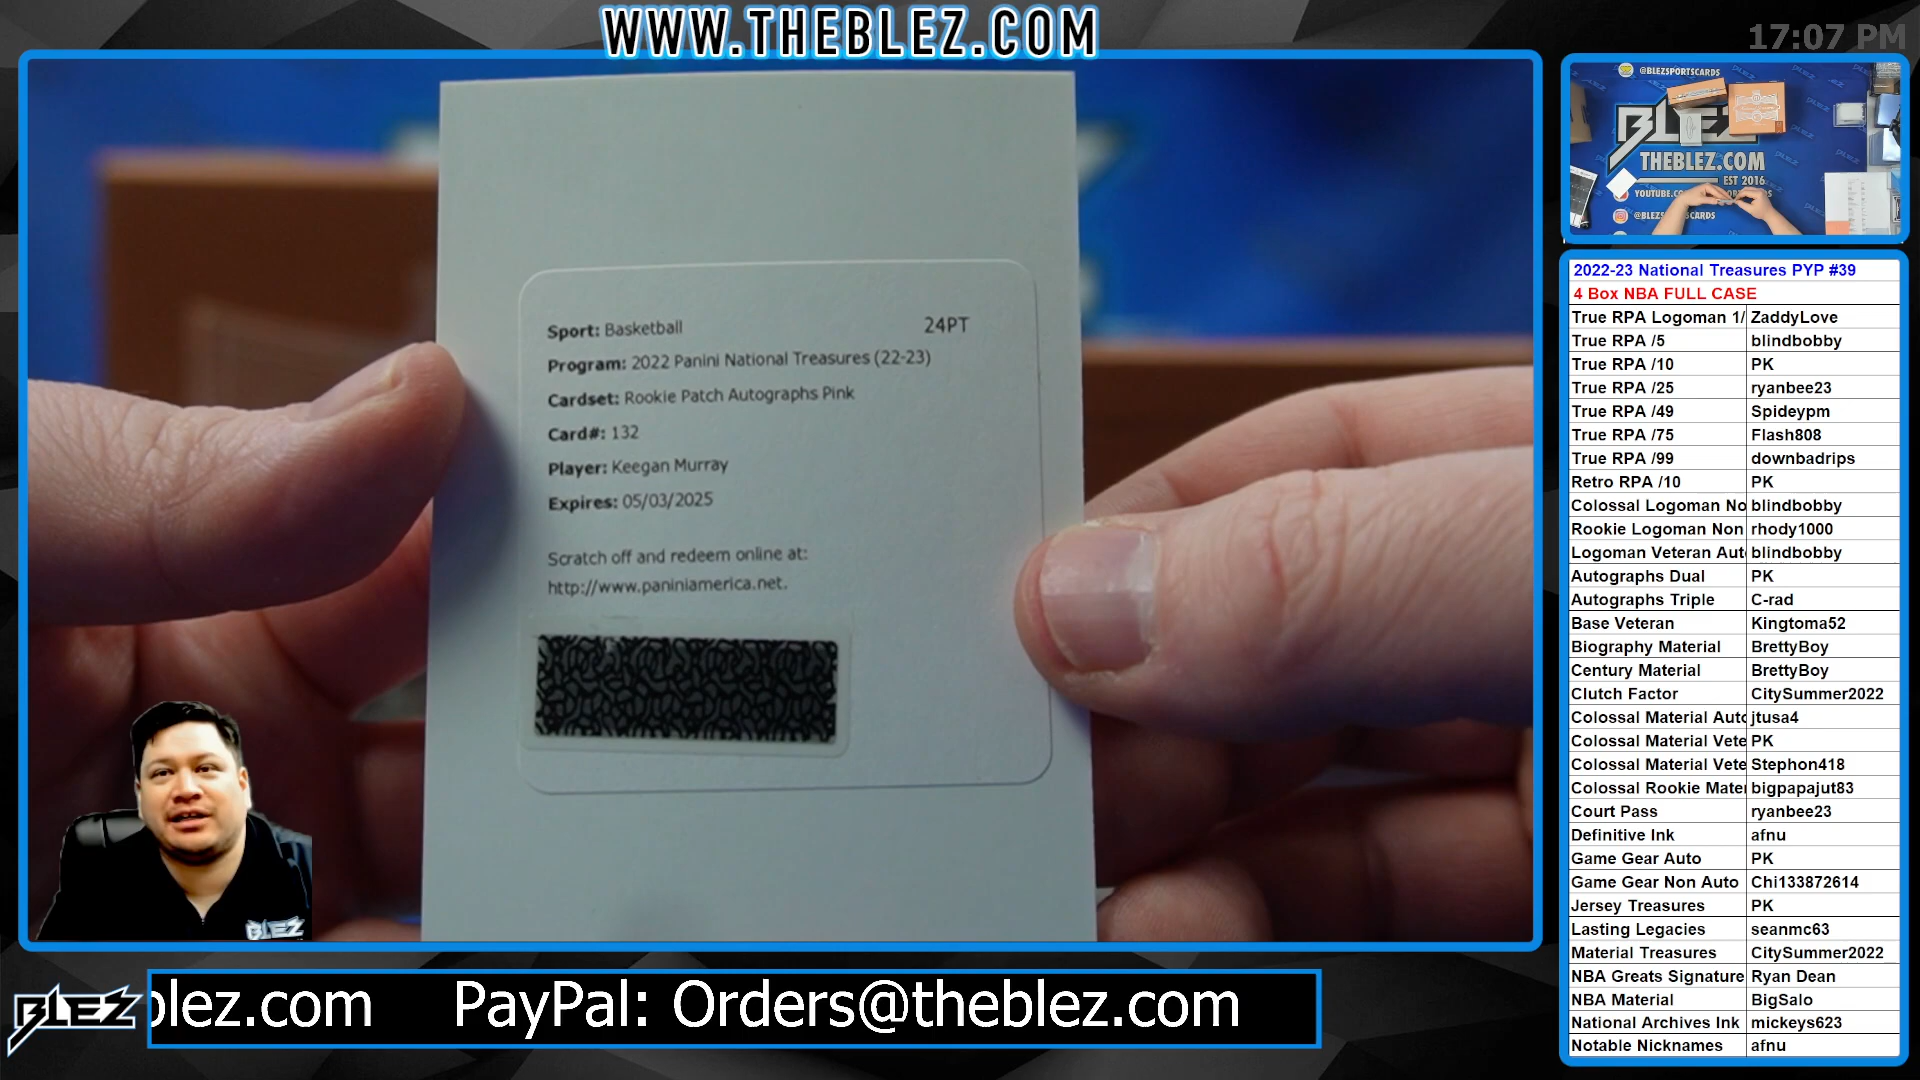 WWW.THEBLEZ.COM
17:07 PM
Sport: Basketball
24PT
Program: 2022 Panini National Treasures (22-23)
Cardset: Rookie Patch Autographs Pink
Card#: 132
Player: Keegan Murray
Expires: 05/03/2025
Scratch off and redeem online at:
http://www.paniniamerica.net.
BLEZ
@BLEZSPORTSCARDS
BLEZ
THEBLEZ.COM
EST 2016
2022-23 National Treasures PYP #39
4 Box NBA FULL CASE
True RPA Logoman 1/ ZaddyLove
True RPA /5 blindbobby
True RPA /10 PK
True RPA /25 ryanbee23
True RPA /49 Spideypm
True RPA /75 Flash808
True RPA /99 downbadrips
Retro RPA /10 PK
Colossal Logoman No blindbobby
Rookie Logoman Non rhody1000
Logoman Veteran Aut blindbobby
Autographs Dual PK
Autographs Triple C-rad
Base Veteran Kingtoma52
Biography Material BrettyBoy
Century Material BrettyBoy
Clutch Factor CitySummer2022
Colossal Material Auto jtusa4
Colossal Material Vete PK
Colossal Material Vete Stephon418
Colossal Rookie Mater bigpapajut83
Court Pass ryanbee23
Definitive Ink afnu
Game Gear Auto PK
Game Gear Non Auto Chi133872614
Jersey Treasures PK
Lasting Legacies seanmc63
Material Treasures CitySummer2022
NBA Greats Signature Ryan Dean
NBA Material BigSalo
National Archives Ink mickeys623
Notable Nicknames afnu
BLEZ
blez.com PayPal: Orders@theblez.com